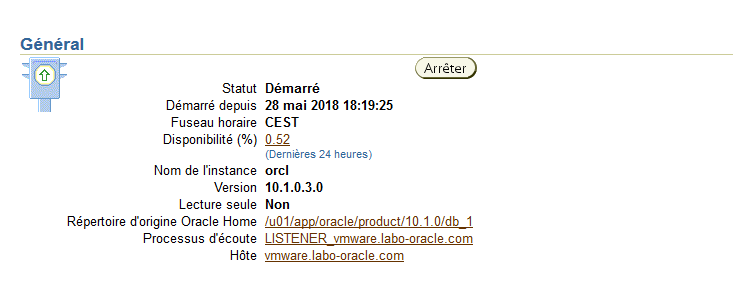 Général
Arrêter
Statut Démarré
Démarré depuis 28 mai 2018 18:19:25
Fuseau horaire CEST
Disponibilité (%) 0.52
(Dernières 24 heures)
Nom de l'instance orcl
Version 10.1.0.3.0
Lecture seule Non
Répertoire d'origine Oracle Home /u01/app/oracle/product/10.1.0/db_1
Processus d'écoute LISTENER_vmware.labo-oracle.com
Hôte vmware.labo-oracle.com